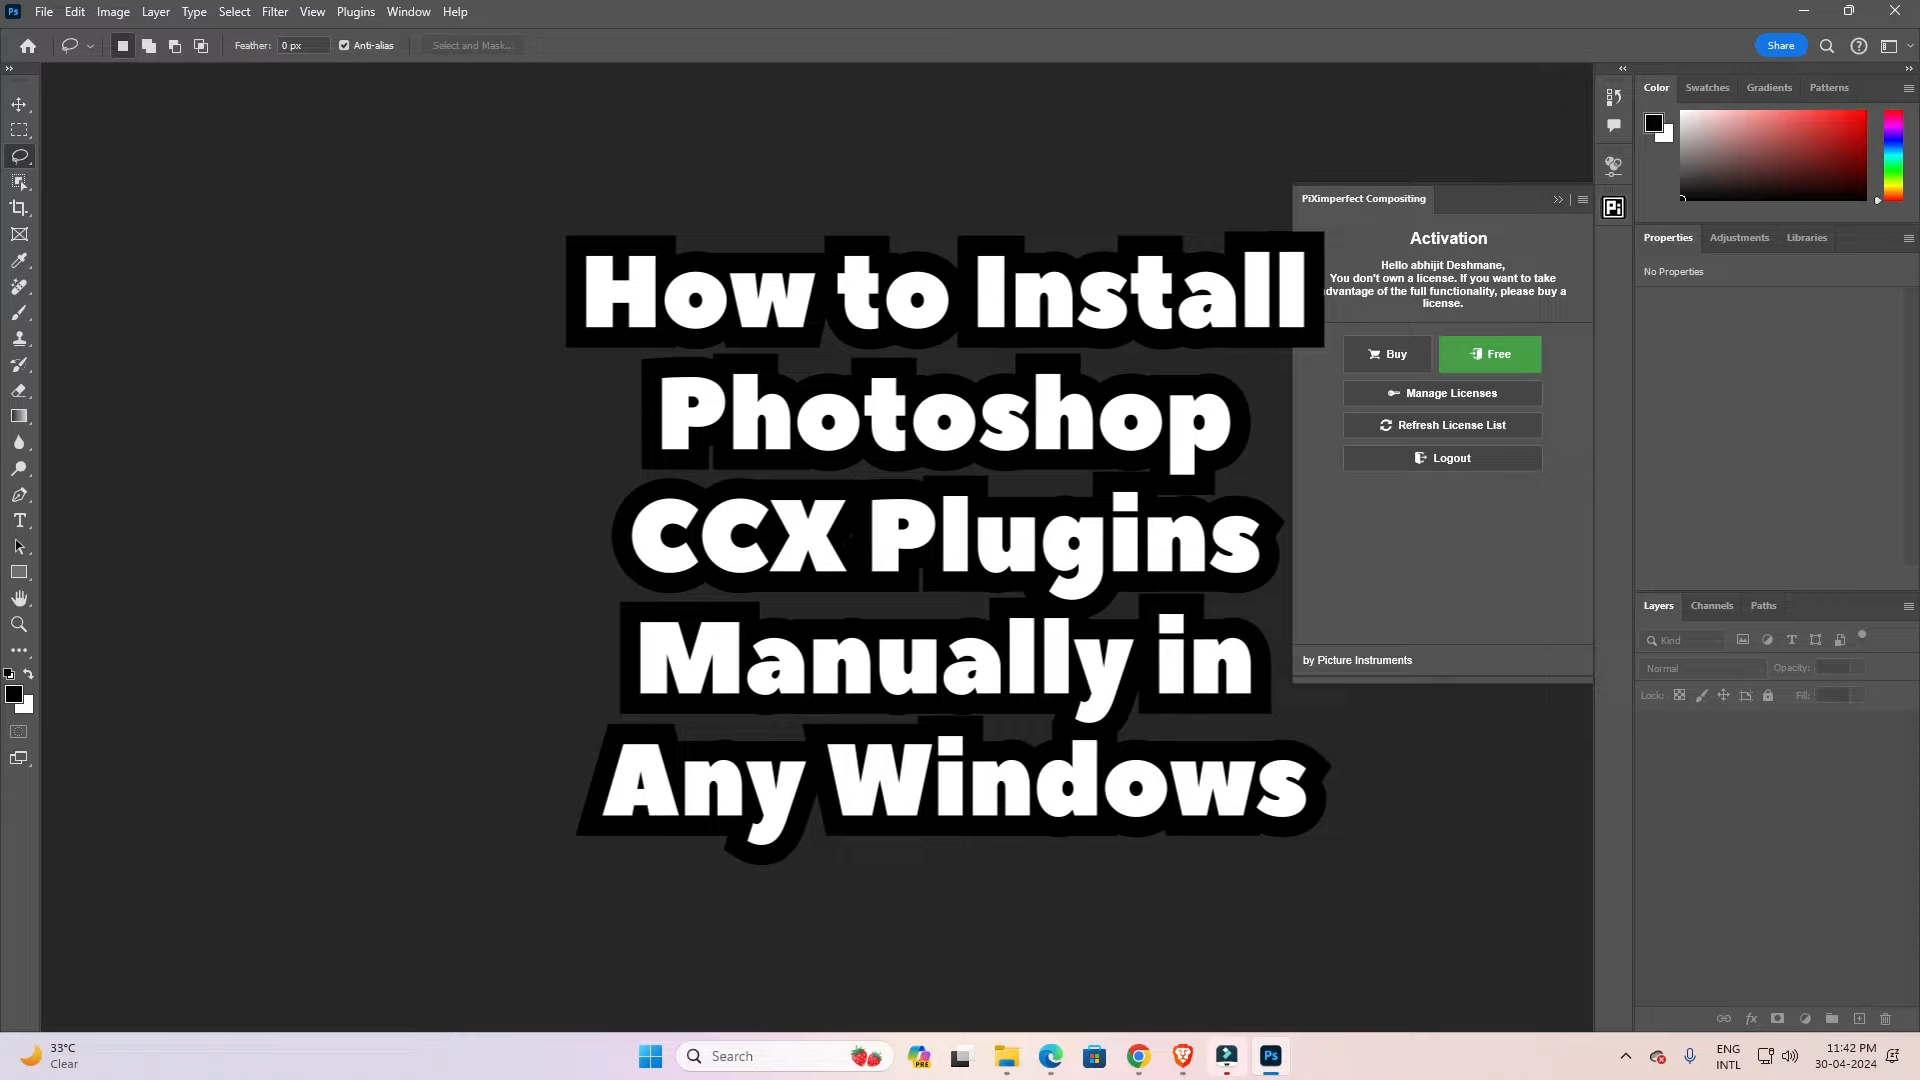 Ps File Edit Image Layer Type Select Filter View Plugins Window Help
Feather: 0 px Anti-alias Select and Mask... Share
Color Swatches Gradients Patterns
PiXimperfect Compositing
Pi
Activation
Hello abhijit Deshmane,
You don't own a license. If you want to take
dvantage of the full functionality, please buy a
license.
Buy Free
Manage Licenses
Refresh License List
Logout
by Picture Instruments
How to Install
Photoshop
CCX Plugins
Manually in
Any Windows
Properties Adjustments Libraries
No Properties
Layers Channels Paths
Kind
Normal Opacity:
Lock: Fill:
33°C
Clear
Search
PRE
Ps
ENG
INTL
11:42 PM
30-04-2024